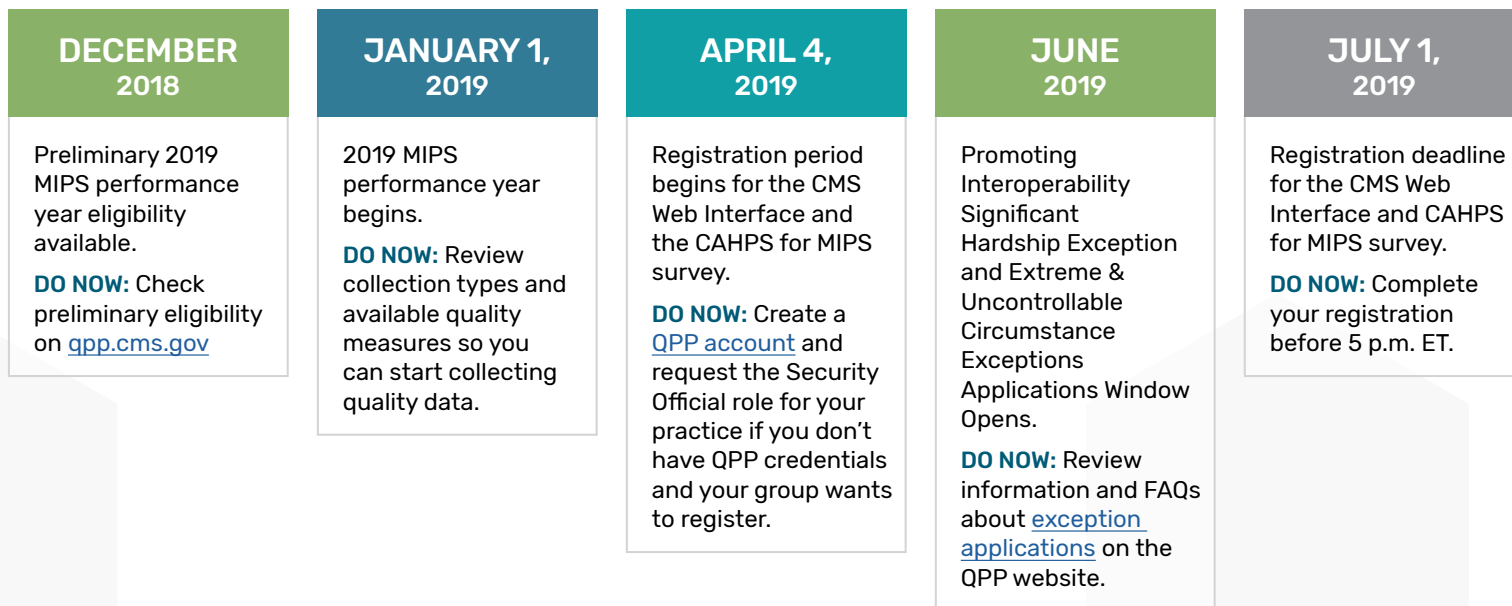 DECEMBER
2018
Preliminary 2019
MIPS performance
year eligibility
available.
DO NOW: Check
preliminary eligibility
on qpp.cms.gov
JANUARY 1,
2019
2019 MIPS
performance year
begins.
DO NOW: Review
collection types and
available quality
measures so you
can start collecting
quality data.
APRIL 4,
2019
Registration period
begins for the CMS
Web Interface and
the CAHPS for MIPS
survey.
DO NOW: Create a
QPP account and
request the Security
Official role for your
practice if you don’t
have QPP credentials
and your group wants
to register.
JUNE
2019
Promoting
Interoperability
Significant
Hardship Exception
and Extreme &
Uncontrollable
Circumstance
Exceptions
Applications Window
Opens.
DO NOW: Review
information and FAQs
about exception
applications on the
QPP website.
JULY 1,
2019
Registration deadline
for the CMS Web
Interface and CAHPS
for MIPS survey.
DO NOW: Complete
your registration
before 5 p.m. ET.